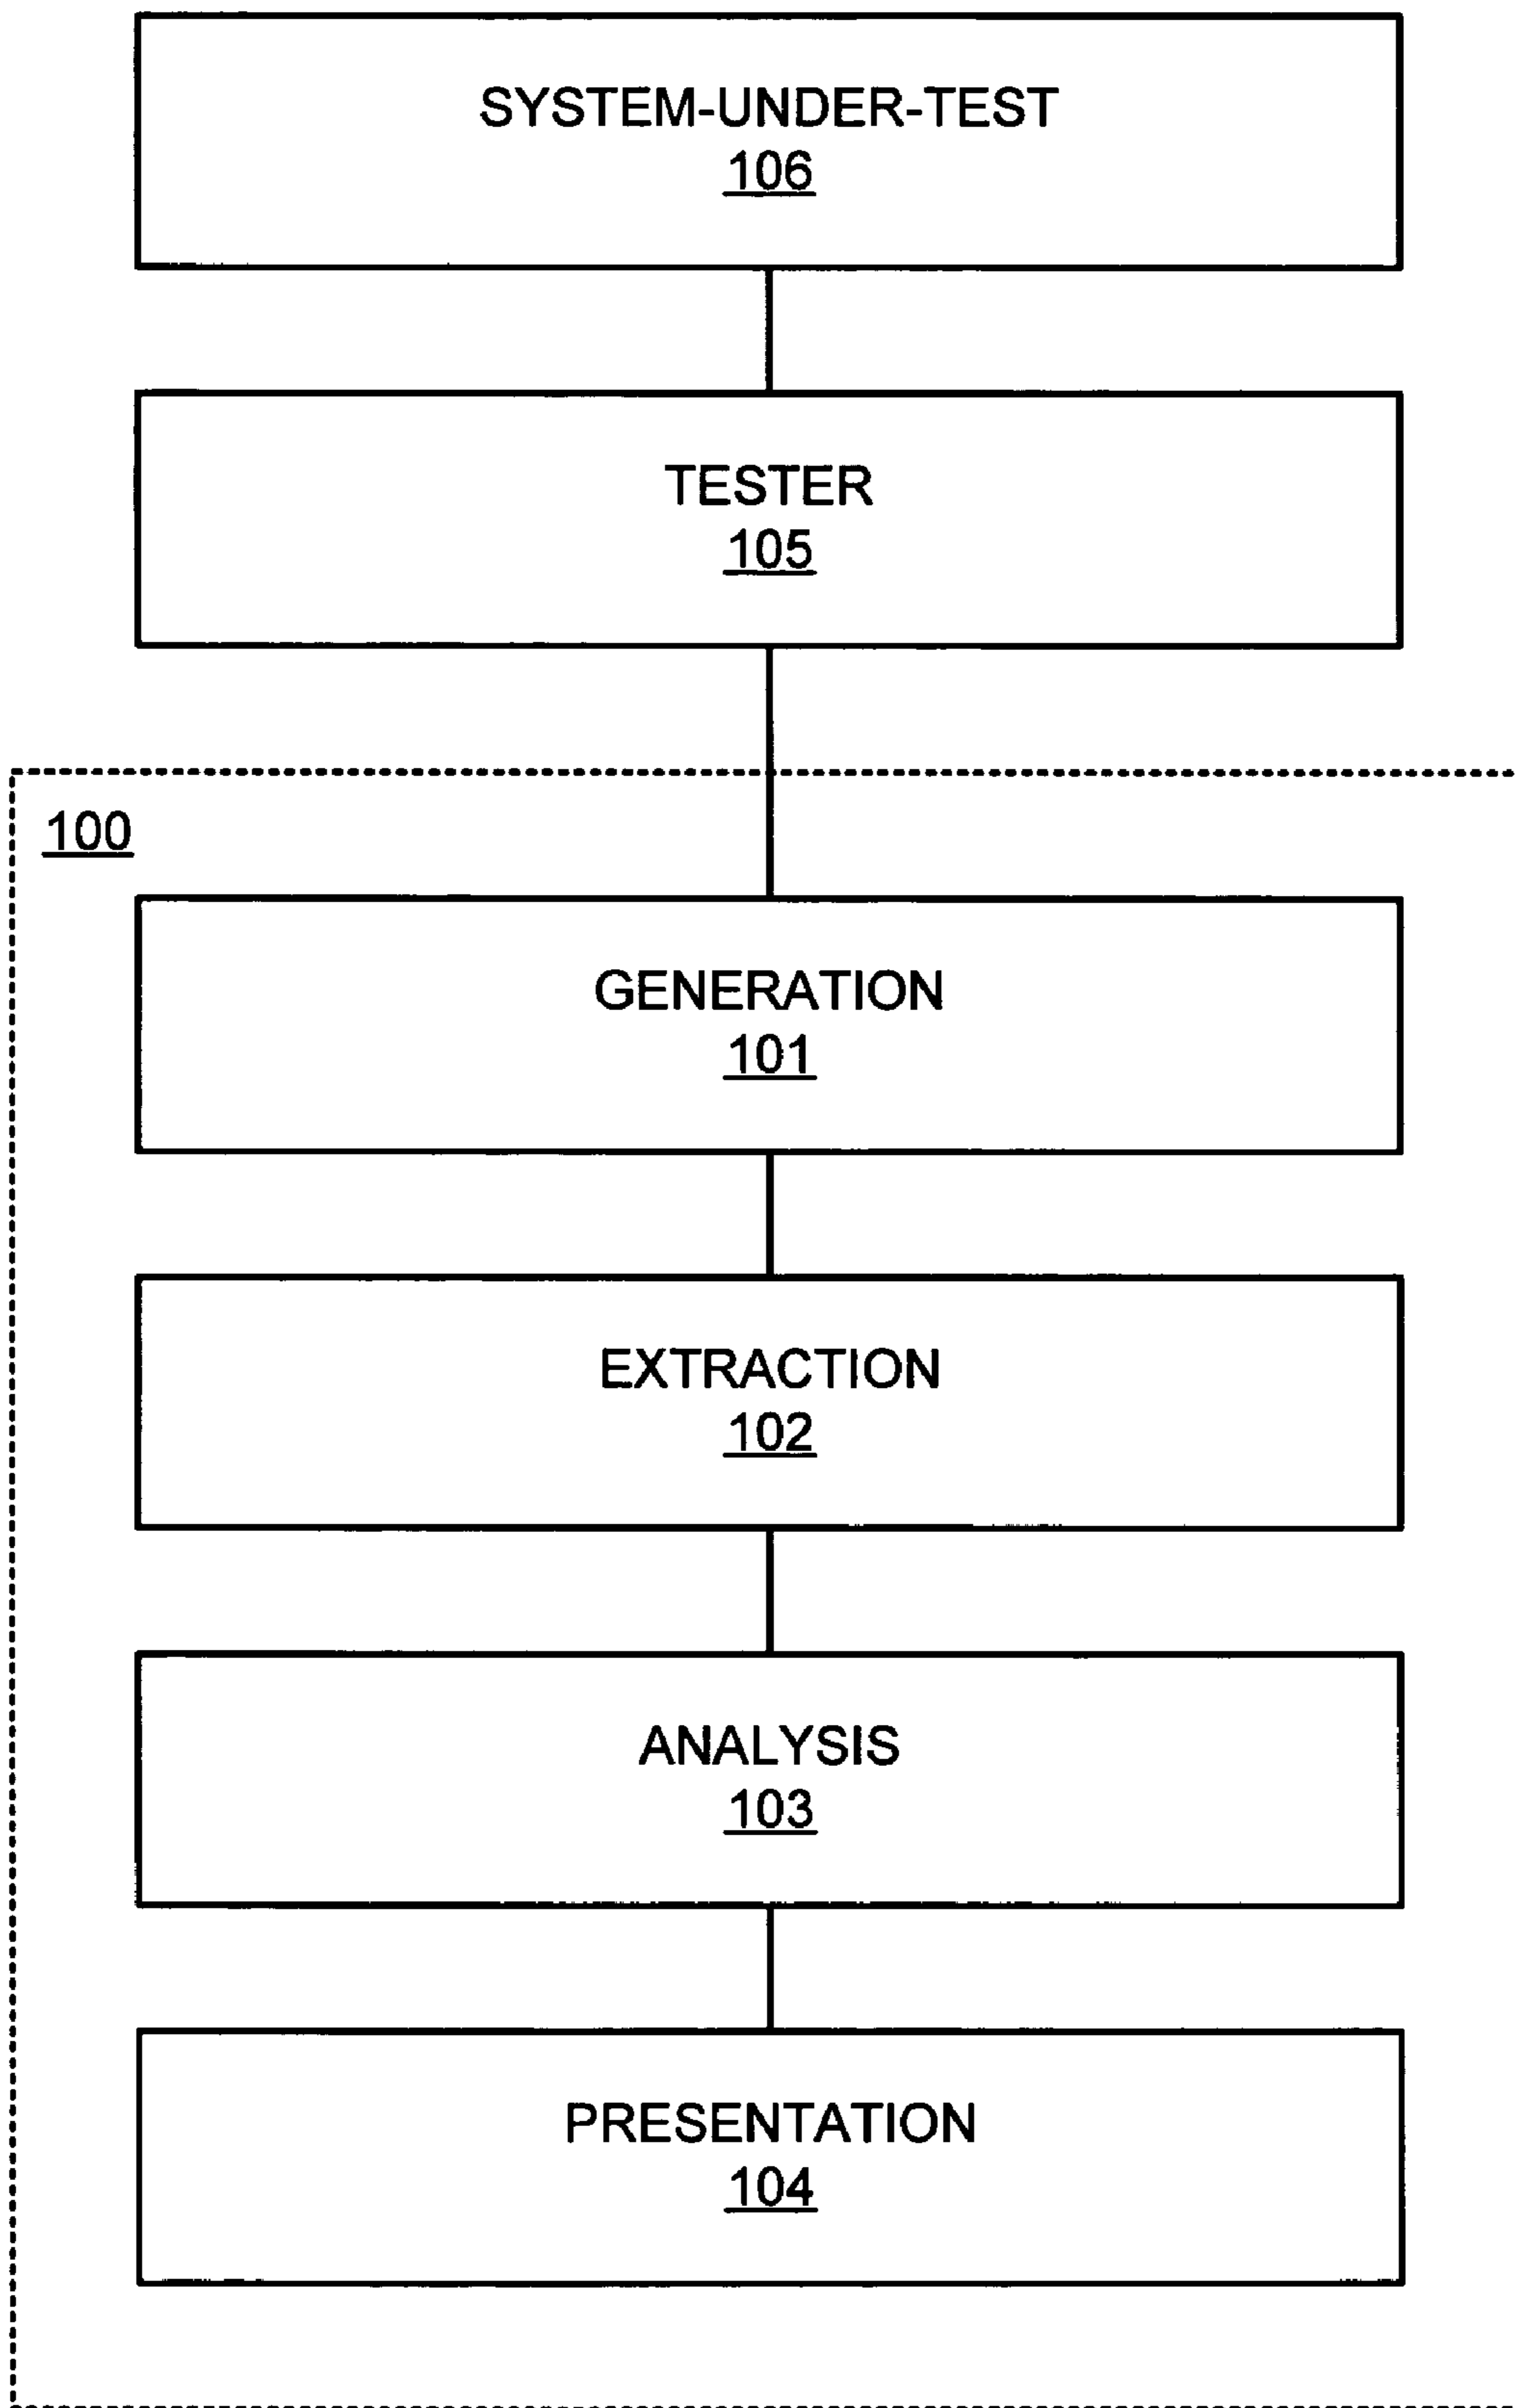 SYSTEM-UNDER-TEST
106
TESTER
105
100
GENERATION
101
EXTRACTION
102
ANALYSIS
103
PRESENTATION
104